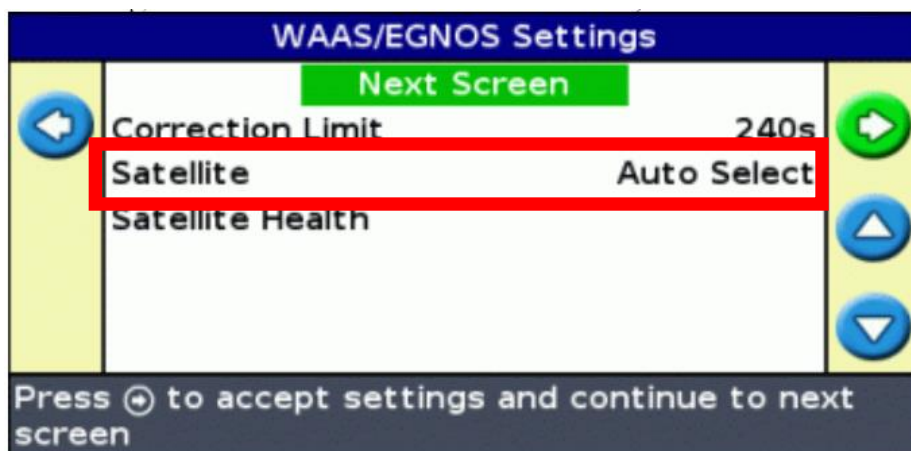 WAAS/EGNOS Settings
Next Screen
Correction Limit 240s
Satellite Auto Select
Satellite Health
Press to accept settings and continue to next
screen